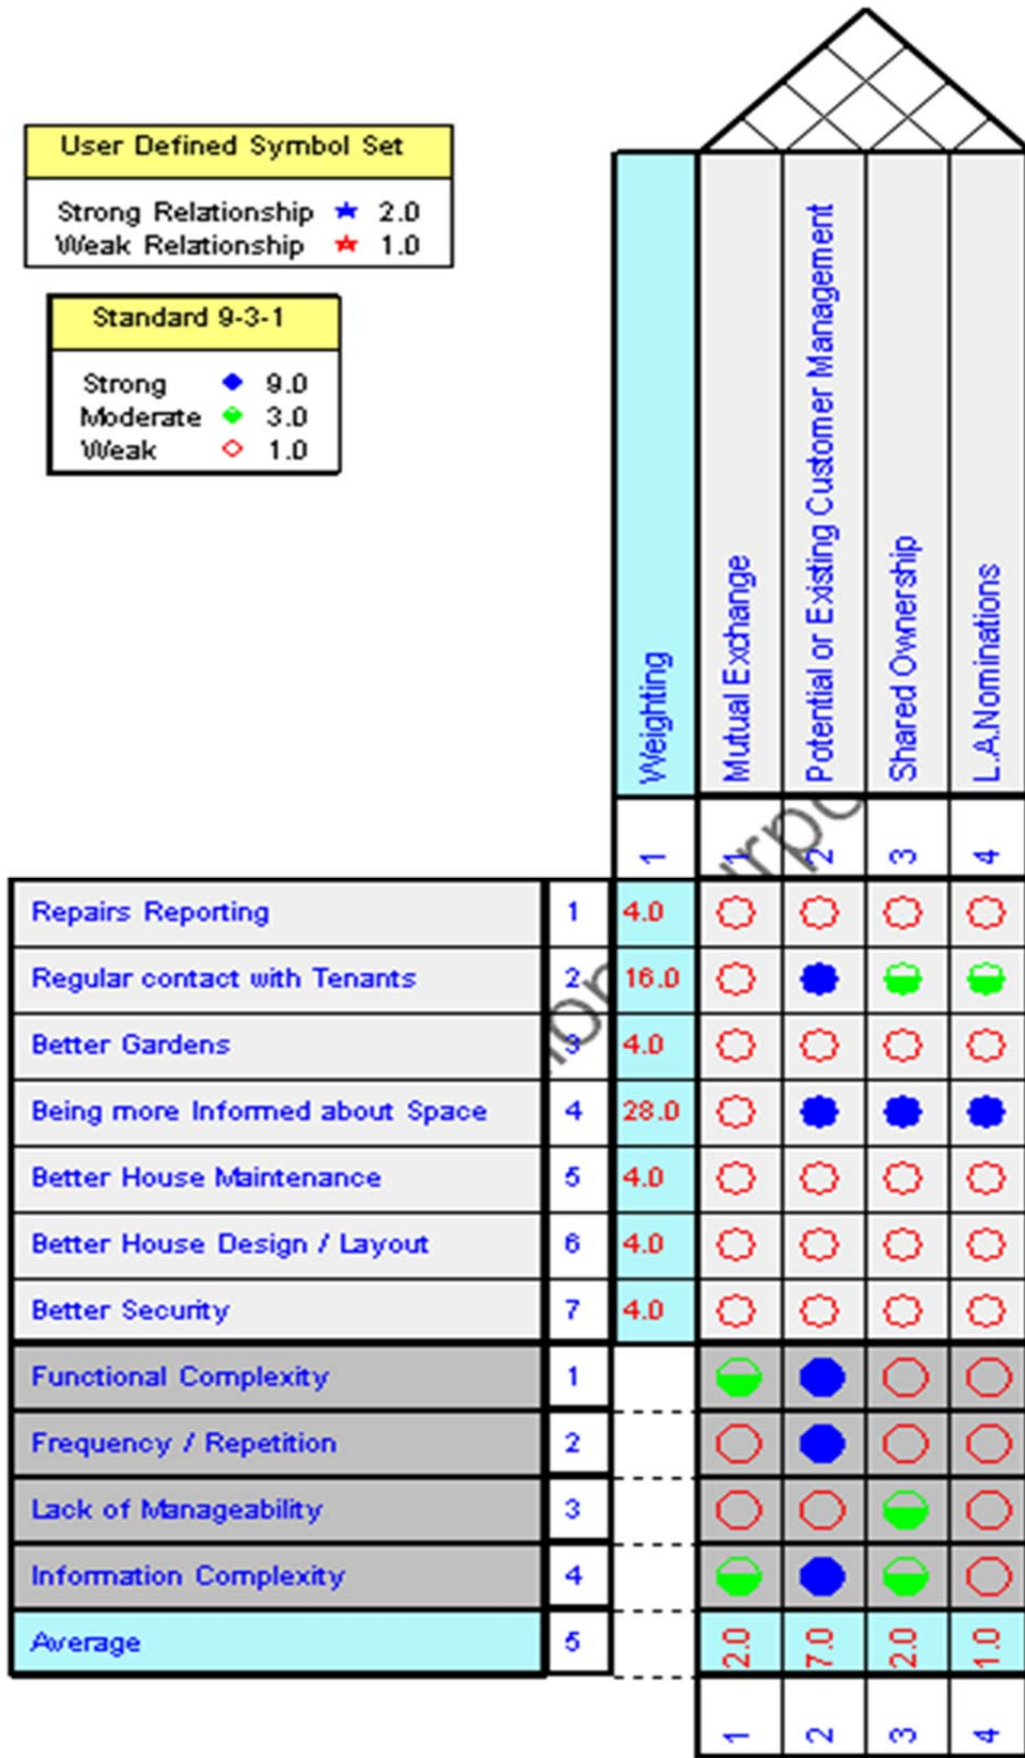 User Defined Symbol Set
Strong Relationship 2.0
Weak Relationship 1.0
Standard 9-3-1
Strong 9.0
Moderate 3.0
Weak 1.0
Weighting
Mutual Exchange
Potential or Existing Customer Management
Shared Ownership
L.A.Nominations
1 1 2 3 4
Repairs Reporting 1 4.0
Regular contact with Tenants 2 16.0
Better Gardens 3 4.0
Being more Informed about Space 4 28.0
Better House Maintenance 5 4.0
Better House Design / Layout 6 4.0
Better Security 7 4.0
Functional Complexity 1
Frequency / Repetition 2
Lack of Manageability 3
Information Complexity 4
Average 5 2.0 7.0 2.0 1.0
1 2 3 4